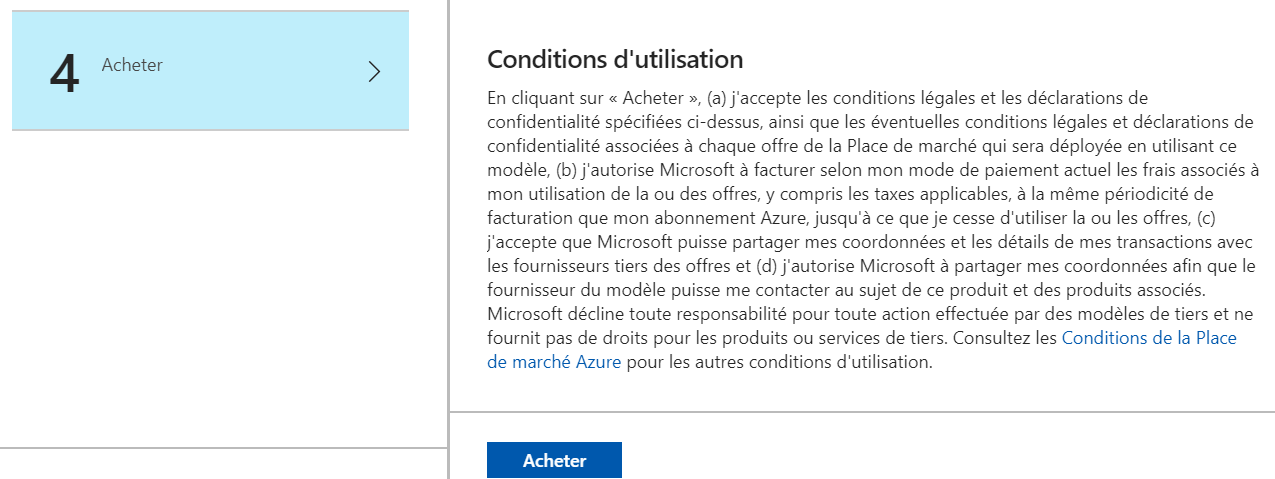 4
Acheter
Conditions d'utilisation
En cliquant sur « Acheter », (a) j'accepte les conditions légales et les déclarations de
confidentialité spécifiées ci-dessus, ainsi que les éventuelles conditions légales et déclarations de
confidentialité associées à chaque offre de la Place de marché qui sera déployée en utilisant ce
modèle, (b) j'autorise Microsoft à facturer selon mon mode de paiement actuel les frais associés à
mon utilisation de la ou des offres, y compris les taxes applicables, à la même périodicité de
facturation que mon abonnement Azure, jusqu'à ce que je cesse d'utiliser la ou les offres, (c)
j'accepte que Microsoft puisse partager mes coordonnées et les détails de mes transactions avec
les fournisseurs tiers des offres et (d) j'autorise Microsoft à partager mes coordonnées afin que le
fournisseur du modèle puisse me contacter au sujet de ce produit et des produits associés.
Microsoft décline toute responsabilité pour toute action effectuée par des modèles de tiers et ne
fournit pas de droits pour les produits ou services de tiers. Consultez les Conditions de la Place
de marché Azure pour les autres conditions d'utilisation.
Acheter